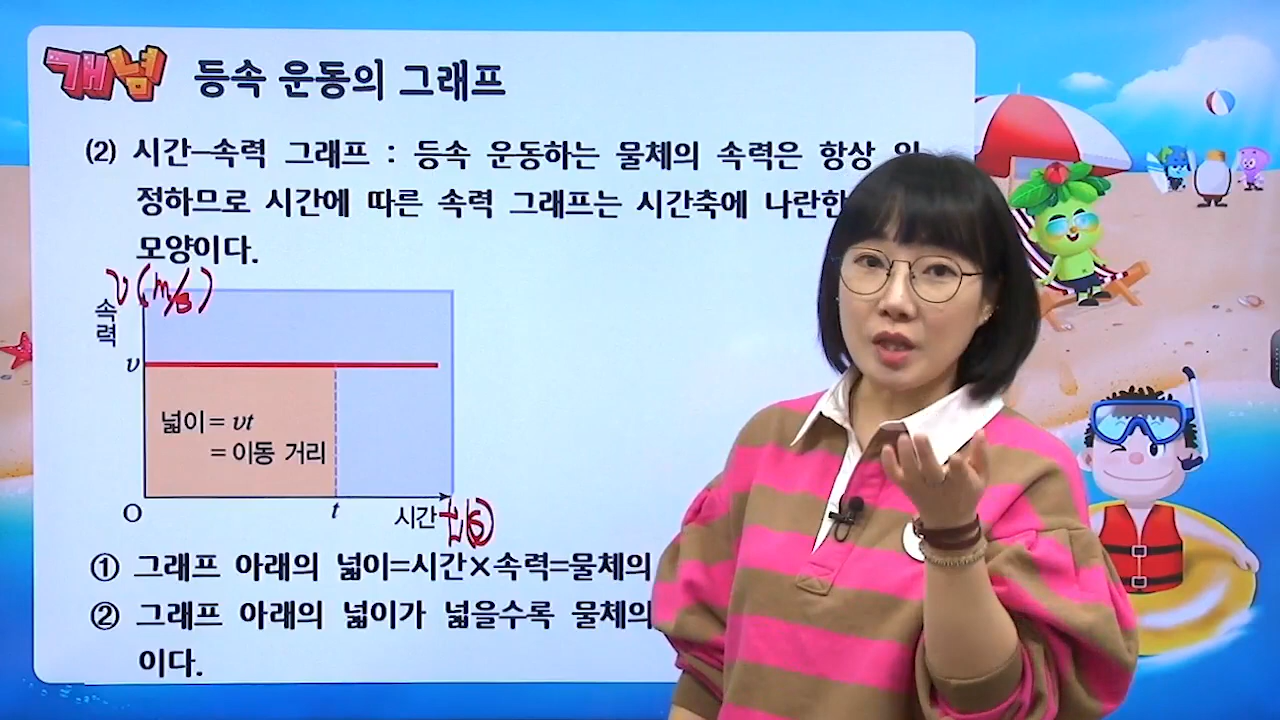 개념 등속 운동의 그래프
(2) 시간-속력 그래프 : 등속 운동하는 물체의 속력은 항상
정하므로 시간에 따른 속력 그래프는 시간축에 나란한
모양이다.
v(m/s)
속력
v
넓이 = vt
= 이동 거리
O t 시간 t(s)
① 그래프 아래의 넓이=시간×속력=물체의
② 그래프 아래의 넓이가 넓을수록 물체의
이다.